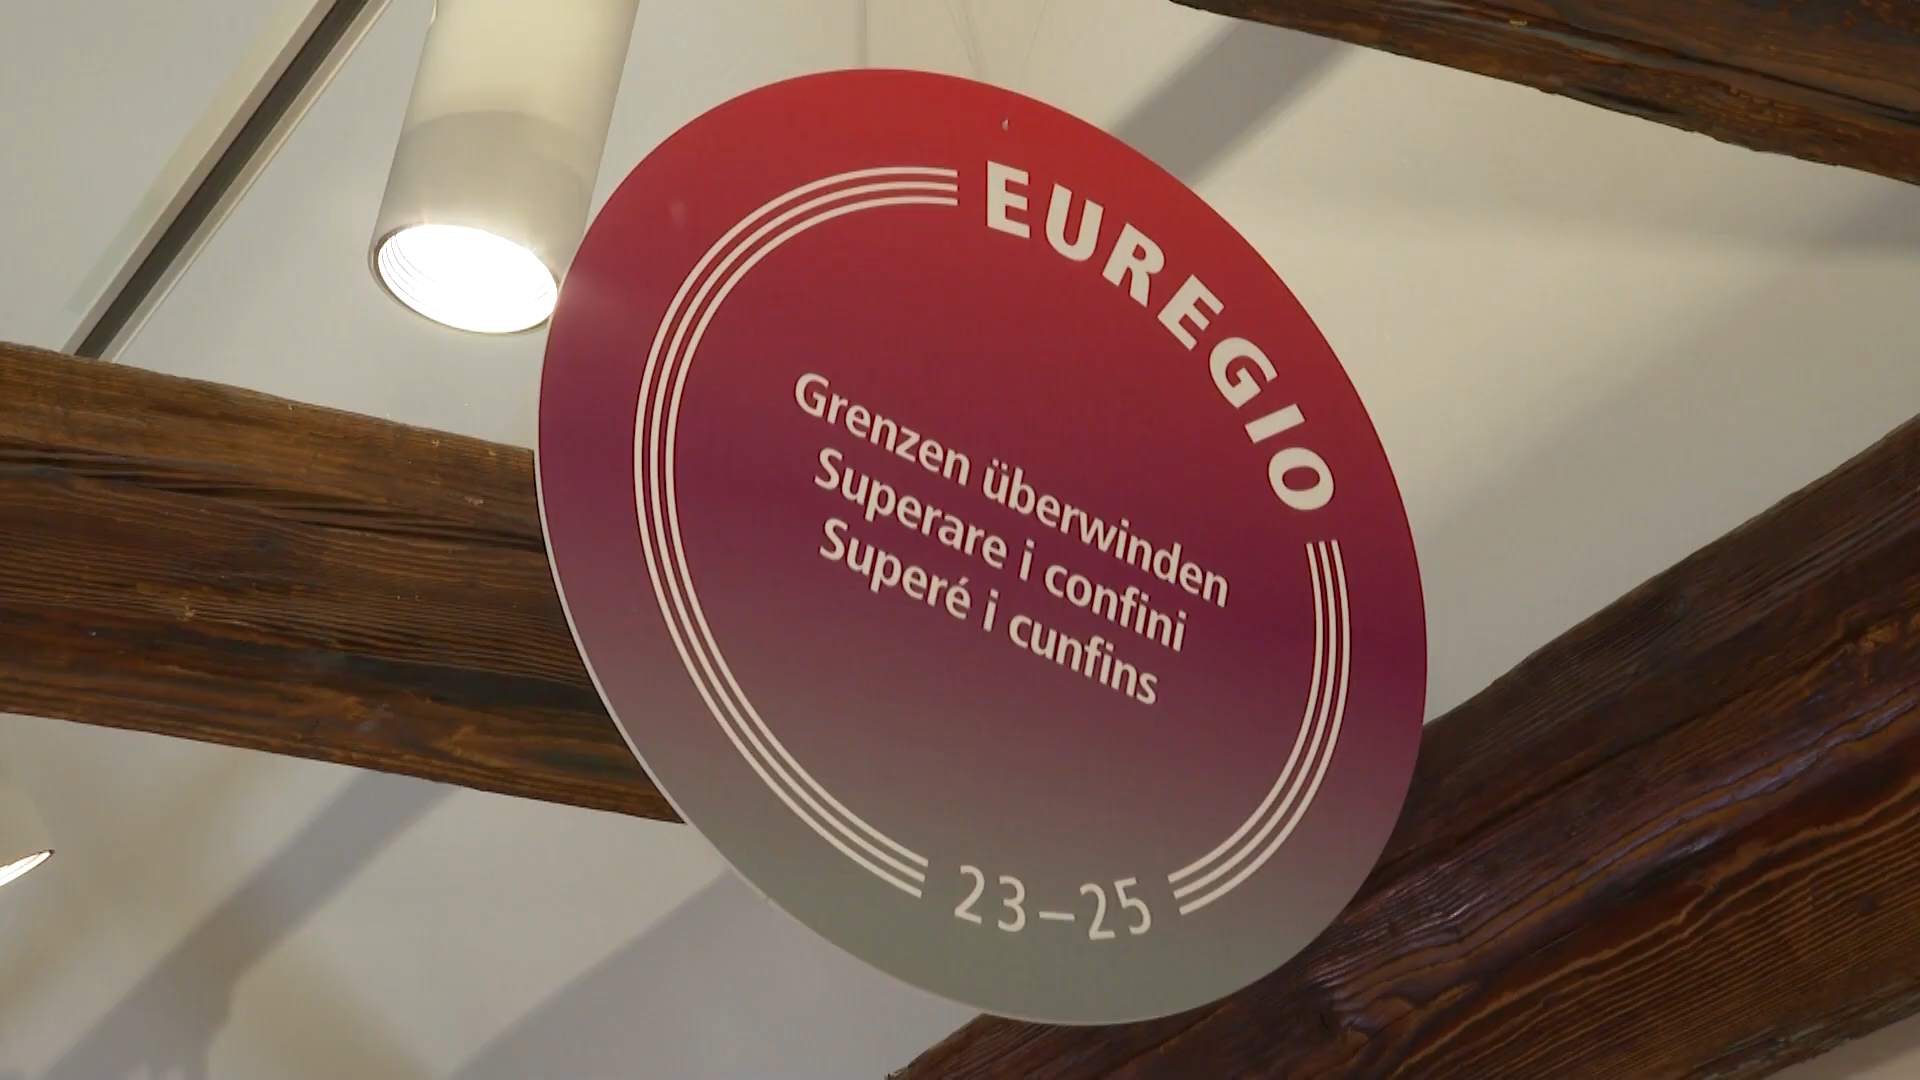 EUREGIO
Grenzen überwinden
Superare i confini
Superé i cunfins
23–25